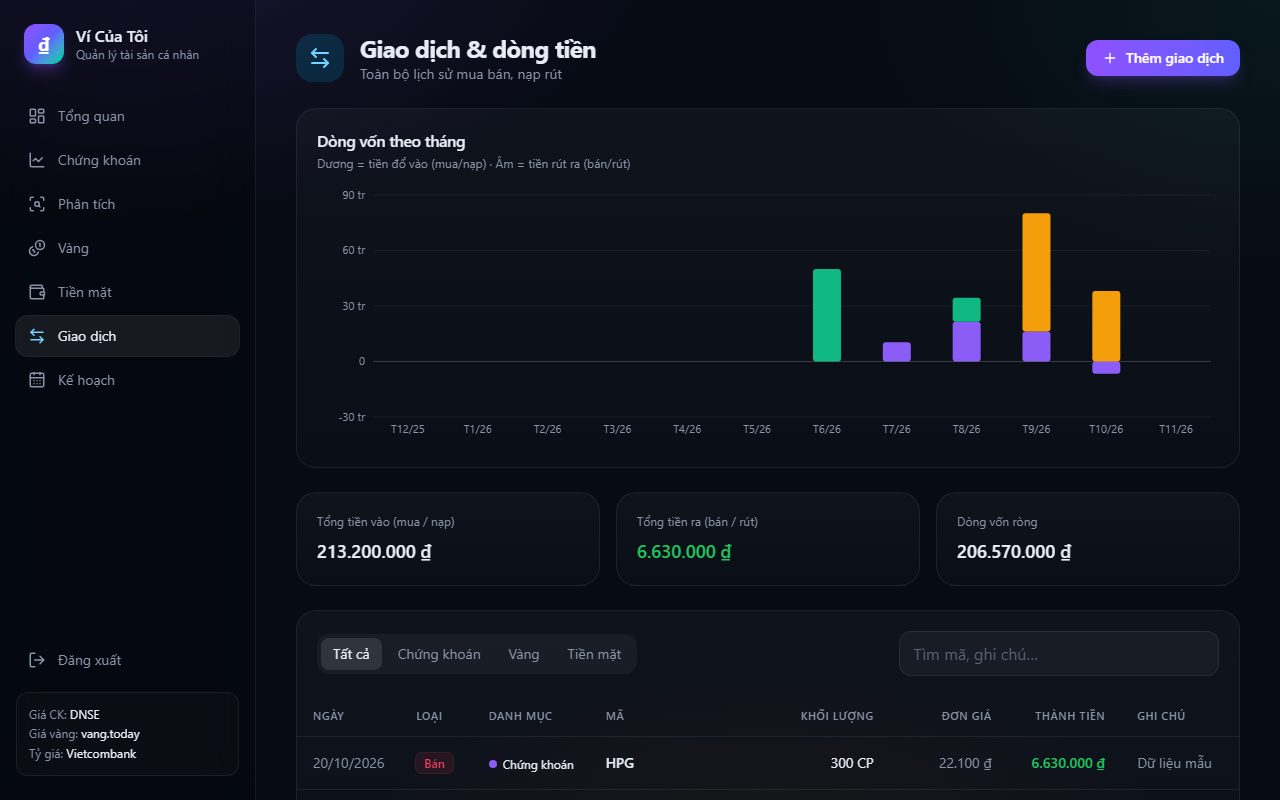 ₫
Ví Của Tôi
Quản lý tài sản cá nhân
Tổng quan
Chứng khoán
Phân tích
Vàng
Tiền mặt
Giao dịch
Kế hoạch
Đăng xuất
Giá CK: DNSE
Giá vàng: vang.today
Tỷ giá: Vietcombank
Giao dịch & dòng tiền
Toàn bộ lịch sử mua bán, nạp rút
+ Thêm giao dịch
Dòng vốn theo tháng
Dương = tiền đổ vào (mua/nạp) · Âm = tiền rút ra (bán/rút)
90 tr
60 tr
30 tr
0
-30 tr
T12/25 T1/26 T2/26 T3/26 T4/26 T5/26 T6/26 T7/26 T8/26 T9/26 T10/26 T11/26
Tổng tiền vào (mua / nạp)
213.200.000 ₫
Tổng tiền ra (bán / rút)
6.630.000 ₫
Dòng vốn ròng
206.570.000 ₫
Tất cả Chứng khoán Vàng Tiền mặt
Tìm mã, ghi chú...
NGÀY LOẠI DANH MỤC MÃ KHỐI LƯỢNG ĐƠN GIÁ THÀNH TIỀN GHI CHÚ
20/10/2026 Bán Chứng khoán HPG 300 CP 22.100 ₫ 6.630.000 ₫ Dữ liệu mẫu